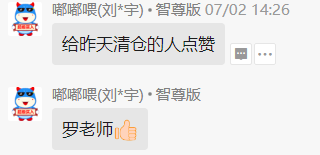 嘟嘟喂(刘*宇) • 智尊版 07/02 14:26
给昨天清仓的人点赞
嘟嘟喂(刘*宇) • 智尊版
罗老师👍